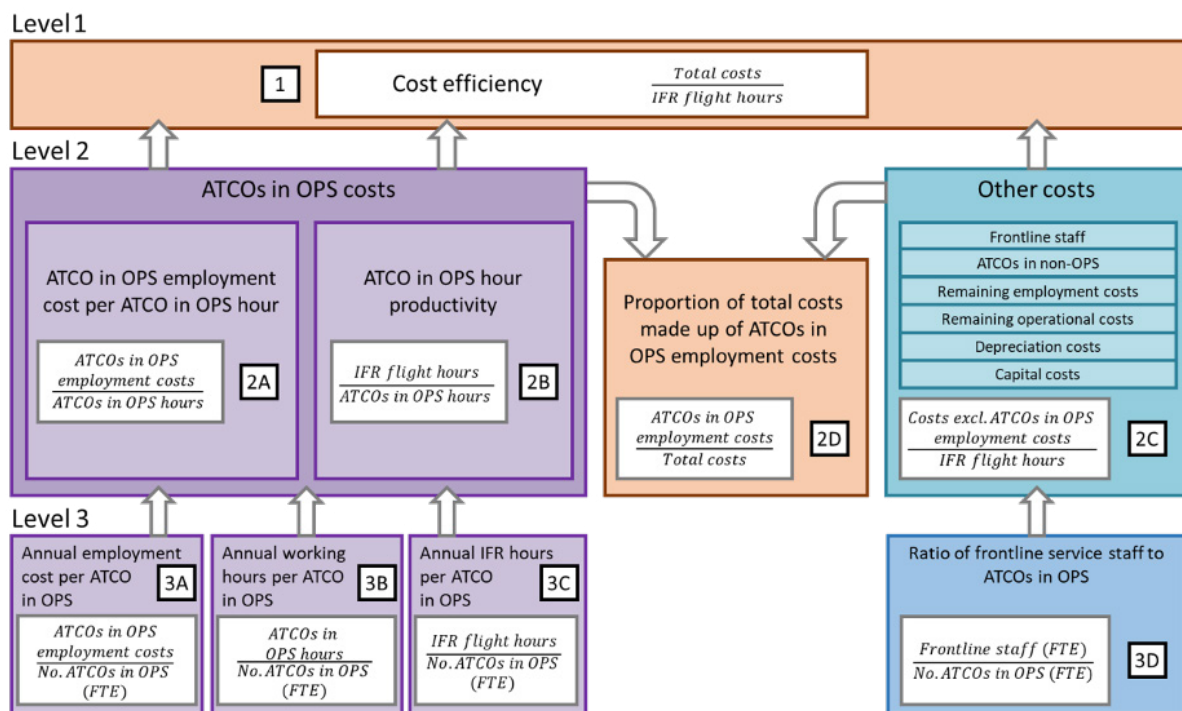 Level 1
1
Cost efficiency
Total costs
IFR flight hours
Level 2
ATCOs in OPS costs
ATCO in OPS employment
cost per ATCO in OPS hour
ATCOs in OPS
employment costs
ATCOs in OPS hours
2A
ATCO in OPS hour
productivity
IFR flight hours
ATCOs in OPS hours
2B
Proportion of total costs
made up of ATCOs in
OPS employment costs
ATCOs in OPS
employment costs
Total costs
2D
Other costs
Frontline staff
ATCOs in non-OPS
Remaining employment costs
Remaining operational costs
Depreciation costs
Capital costs
Costs excl. ATCOs in OPS
employment costs
IFR flight hours
2C
Level 3
Annual employment
cost per ATCO
in OPS
3A
ATCOs in OPS
employment costs
No. ATCOs in OPS
(FTE)
Annual working
hours per ATCO
in OPS
3B
ATCOs in
OPS hours
No. ATCOs in OPS
(FTE)
Annual IFR hours
per ATCO
in OPS
3C
IFR flight hours
No. ATCOs in OPS
(FTE)
Ratio of frontline service staff to
ATCOs in OPS
Frontline staff (FTE)
No. ATCOs in OPS (FTE)
3D